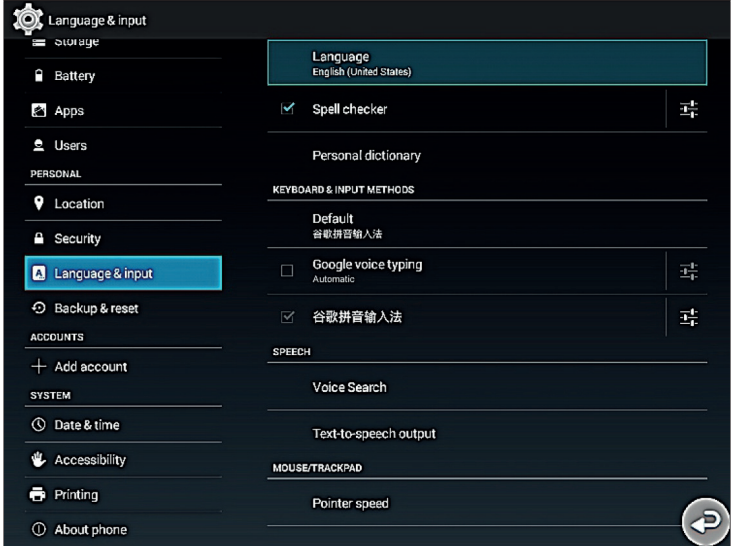 Language & input
Storage
Battery
Apps
Users
PERSONAL
Location
Security
Language & input
Backup & reset
ACCOUNTS
Add account
SYSTEM
Date & time
Accessibility
Printing
About phone
Language
English (United States)
Spell checker
Personal dictionary
KEYBOARD & INPUT METHODS
Default
谷歌拼音输入法
Google voice typing
Automatic
谷歌拼音输入法
SPEECH
Voice Search
Text-to-speech output
MOUSE/TRACKPAD
Pointer speed